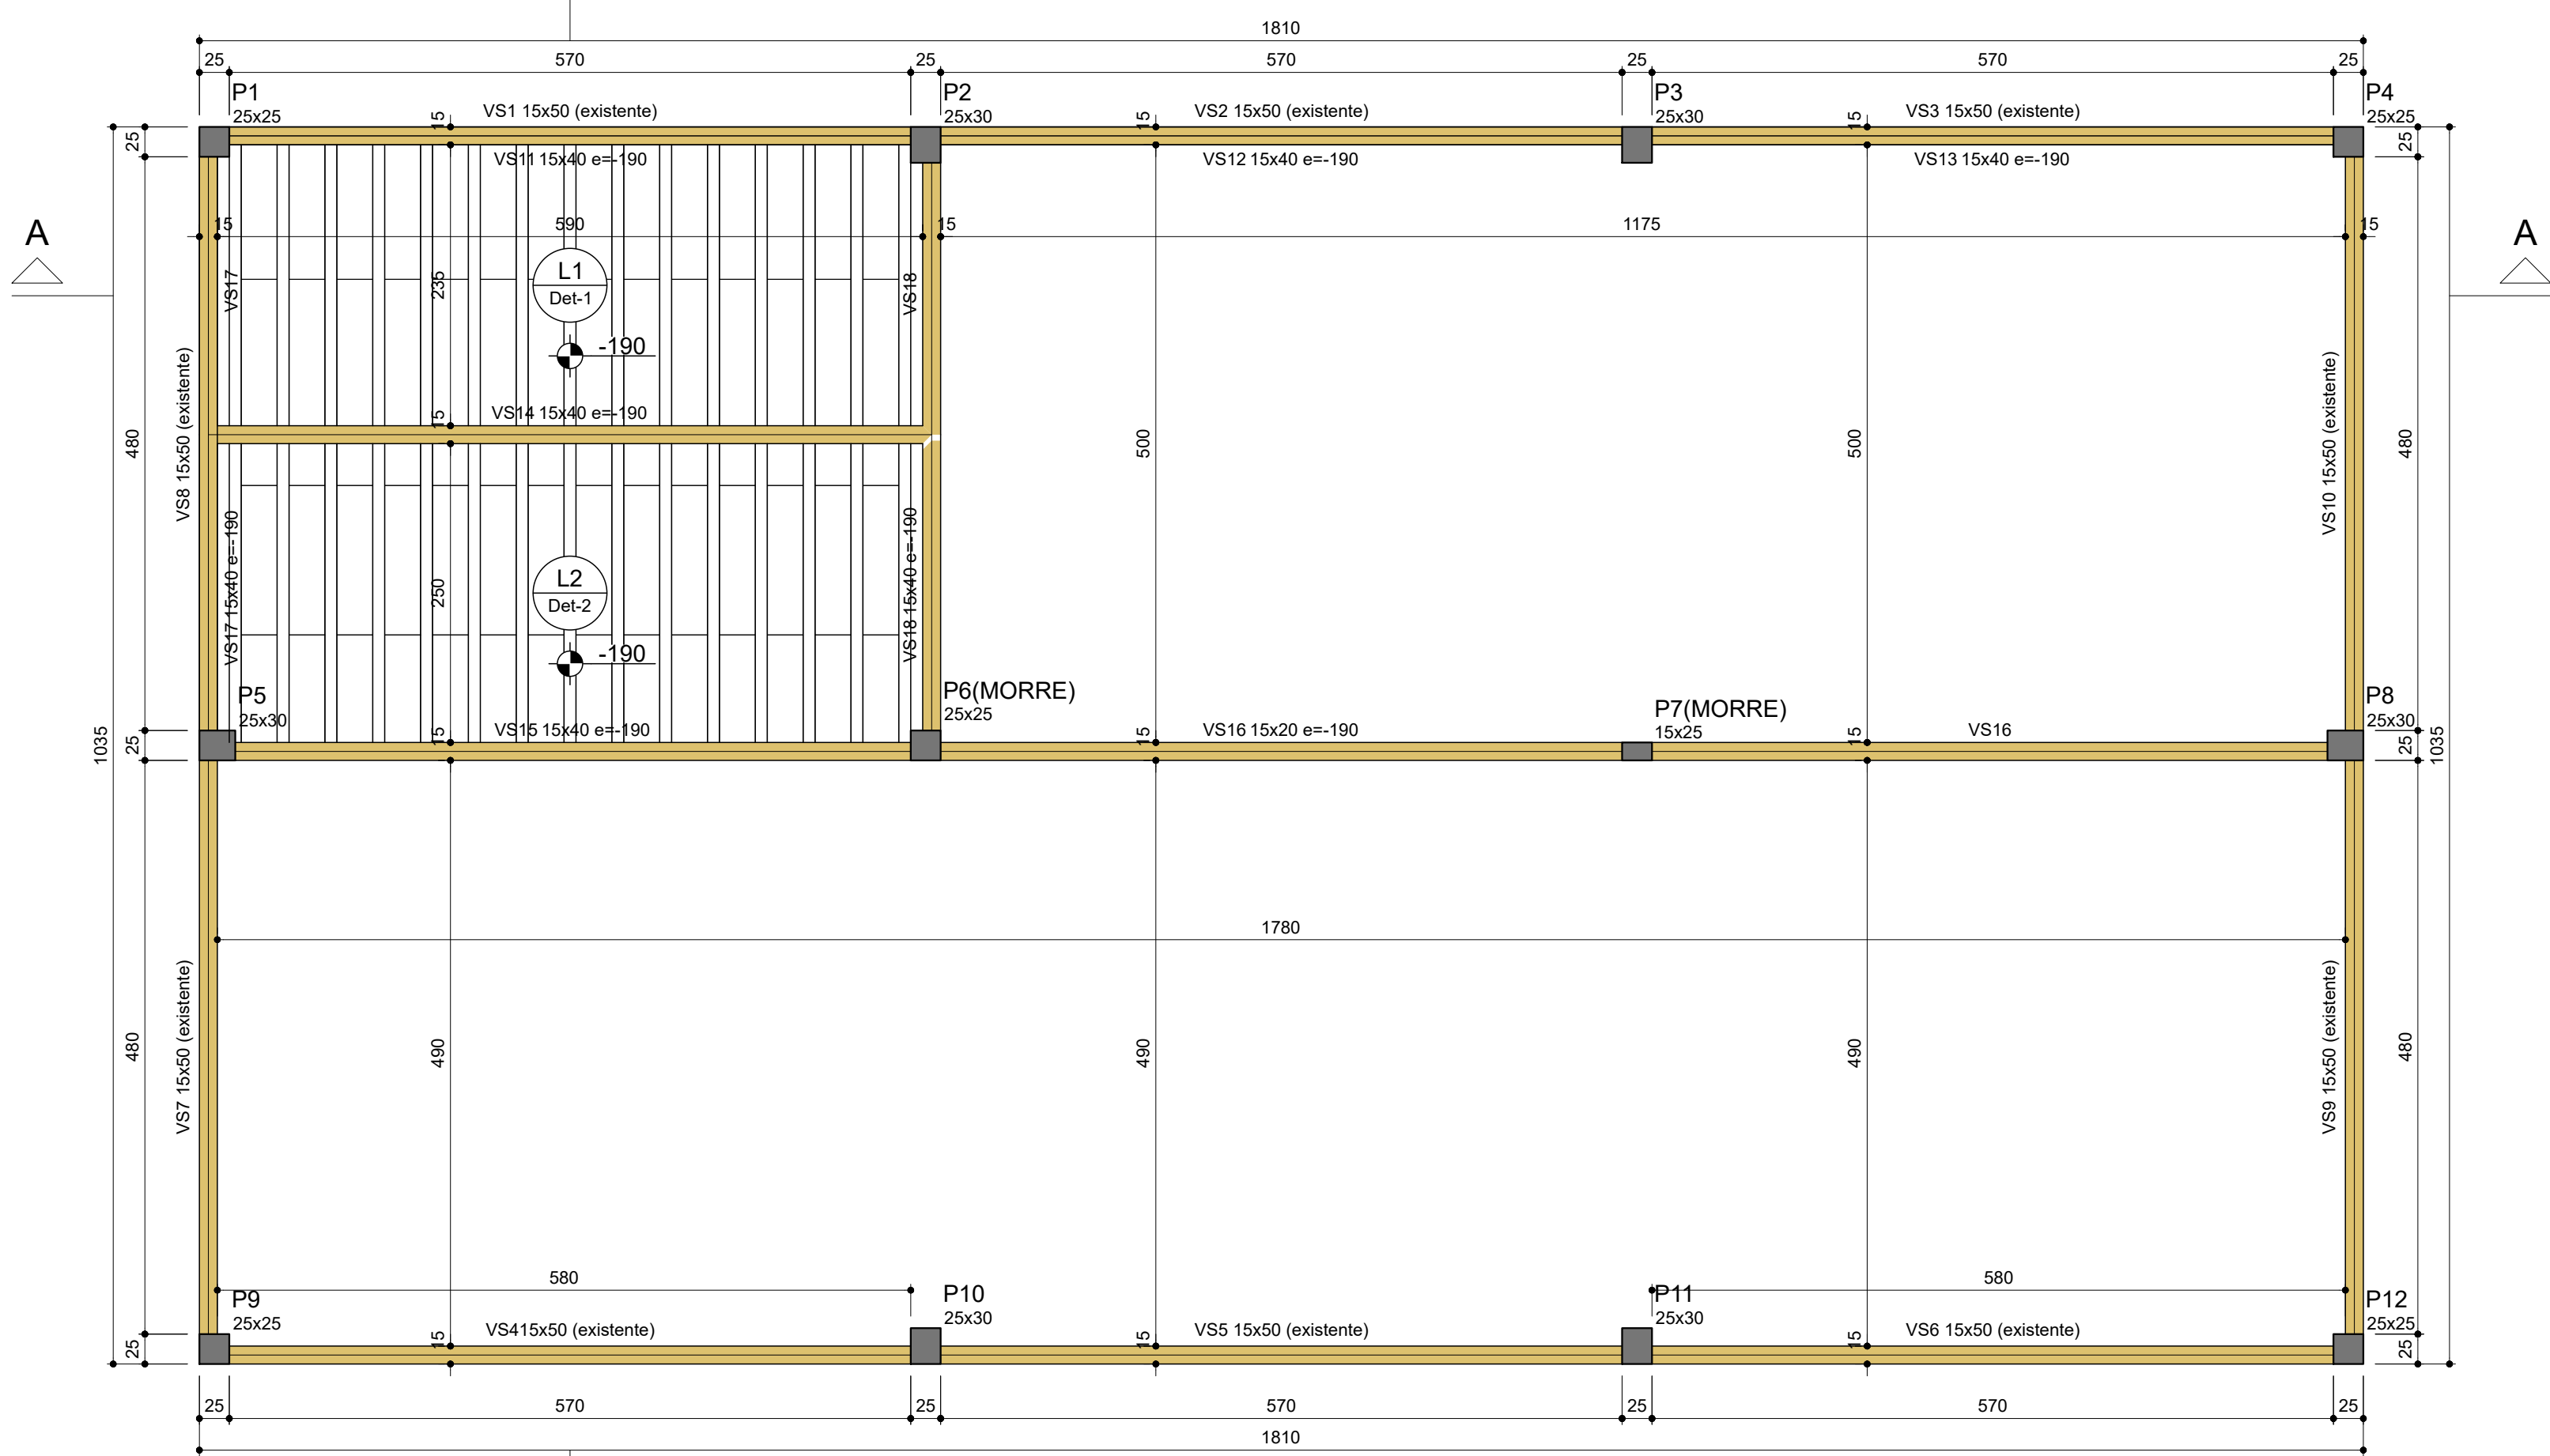 1810
25 570 25 570 25 570 25
P1 P2 P3 P4
25x25 25x30 25x30 25x25
VS1 15x50 (existente) VS2 15x50 (existente) VS3 15x50 (existente)
15 15 15
25 25
VS11 15x40 e=-190 VS12 15x40 e=-190 VS13 15x40 e=-190
A A
15 590 15 1175 15
VS17 235 VS18
L1
Det-1
-190
VS8 15x50 (existente) VS10 15x50 (existente)
VS14 15x40 e=-190
15
480 500 500 480
VS17 15x40 e=-190 VS18 15x40 e=-190
250
L2
Det-2
-190
P5 P6(MORRE) P7(MORRE) P8
25x30 25x25 15x25 25x30
VS15 15x40 e=-190 VS16 15x20 e=-190 VS16
1035 25 15 15 15 25 1035
1780
VS7 15x50 (existente) VS9 15x50 (existente)
480 490 490 490 480
580 580
P9 P10 P11 P12
25x25 25x30 25x30 25x25
VS415x50 (existente) VS5 15x50 (existente) VS6 15x50 (existente)
25 15 15 15 25
25 570 25 570 25 570 25
1810